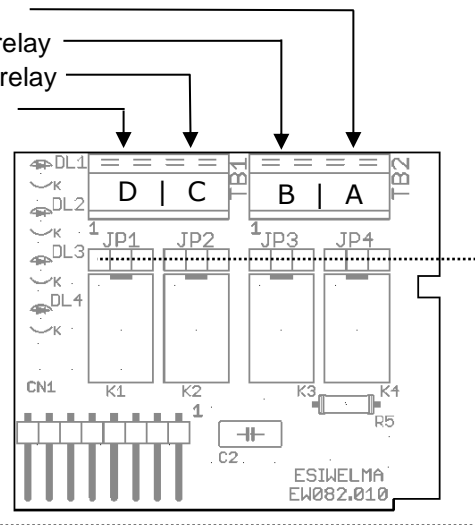 relay
relay
DL1
K
DL2
K
DL3
K
DL4
K
D | C
TB1
B | A
TB2
1
1
JP1
JP2
JP3
JP4
K1
K2
K3
K4
CN1
1
C2
R5
ESIWELMA
EW082.010